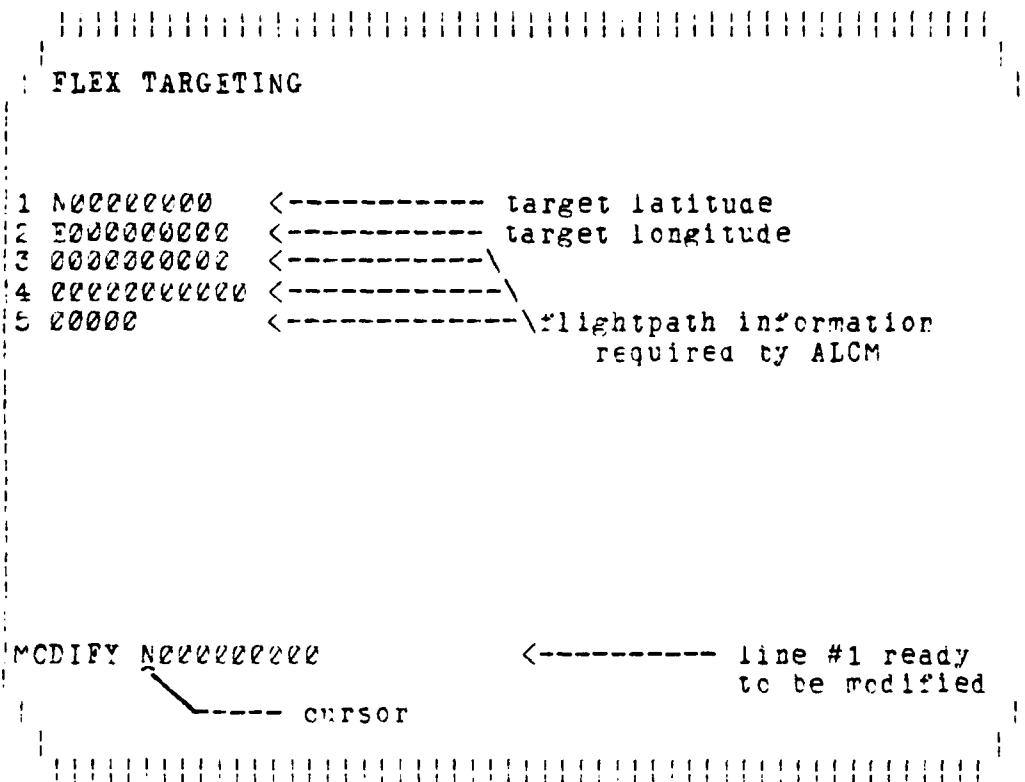 FLEX TARGETING
1 N00000000 <----------- target latitude
2 E000000000 <----------- target longitude
3 0000000000 <-----------\
4 00000000000 <------------\
5 00000 <-------------\flightpath information
required by ALCM
MODIFY N000000000 <---------- line #1 ready
to be modified
----- cursor